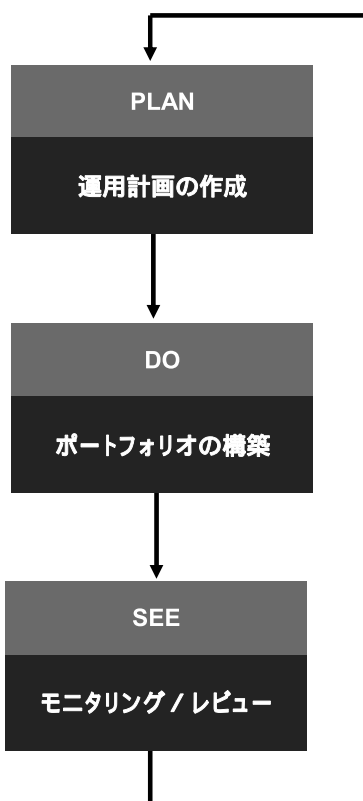 PLAN
運用計画の作成
DO
ポートフォリオの構築
SEE
モニタリング / レビュー